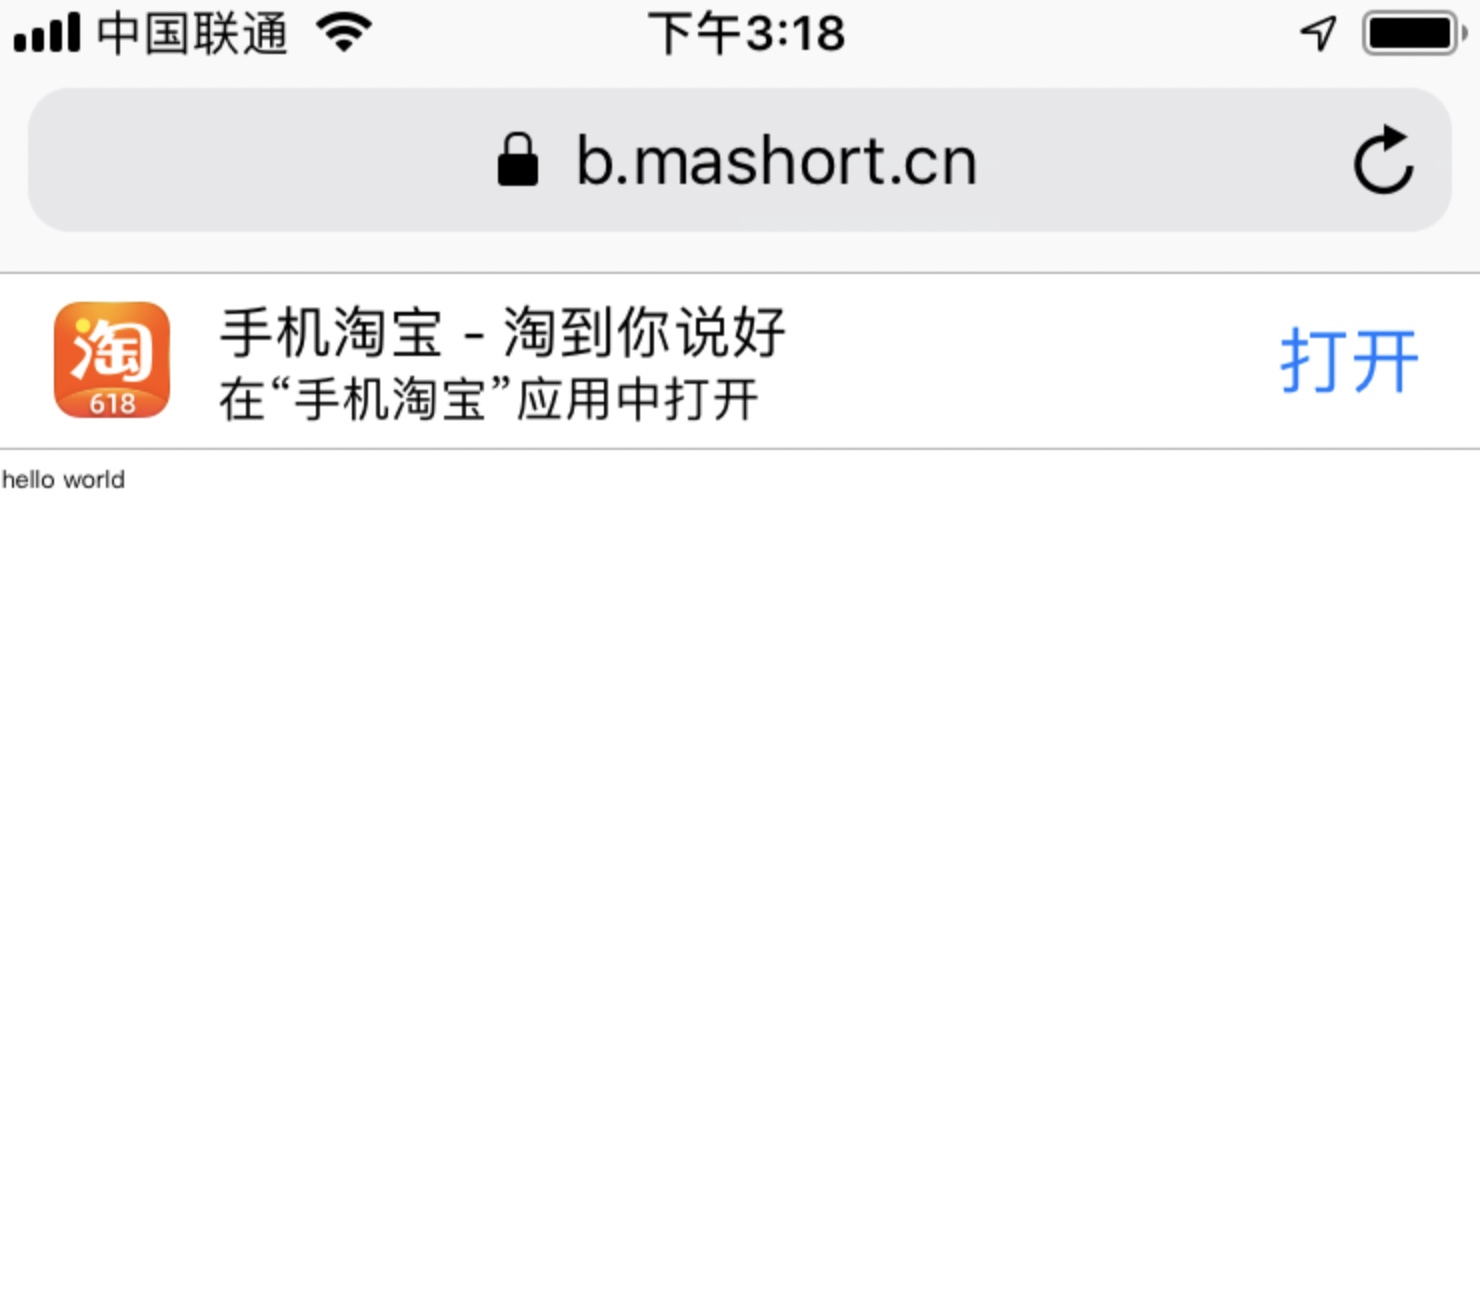 中国联通 下午3:18
b.mashort.cn
手机淘宝 - 淘到你说好
在“手机淘宝”应用中打开
打开
淘
618
hello world